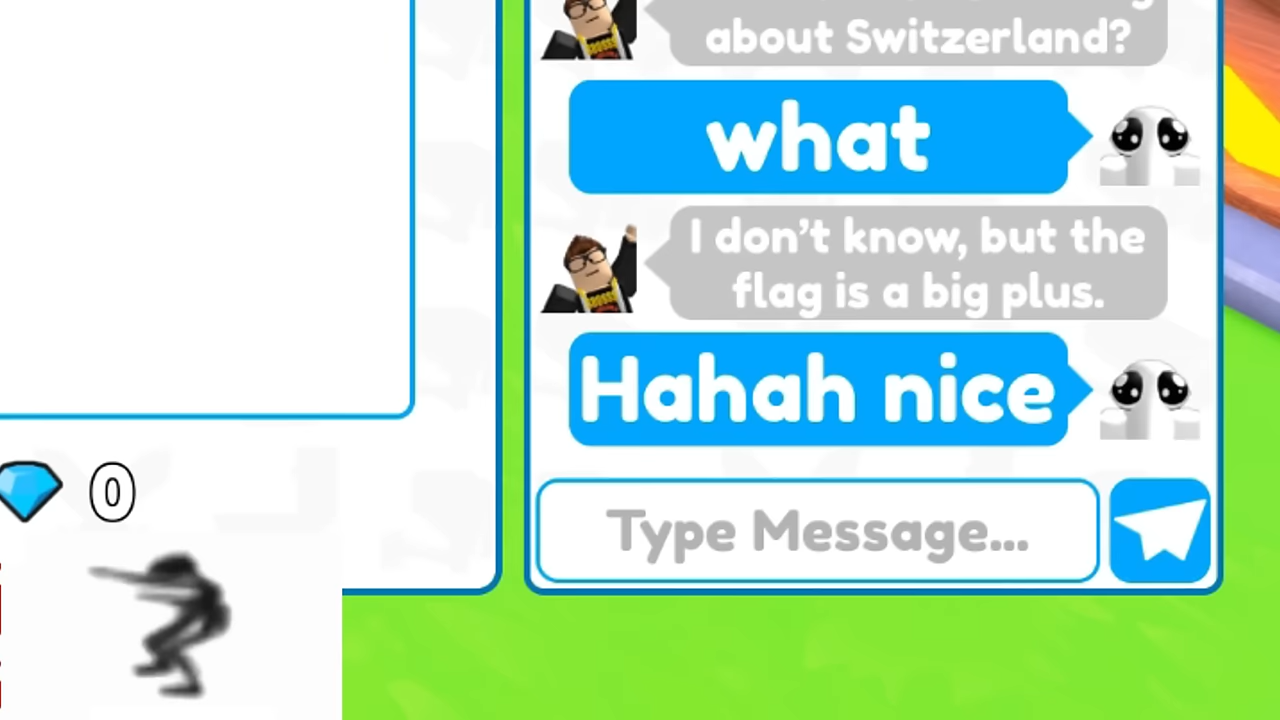 about Switzerland?
what
I don't know, but the
flag is a big plus.
Hahah nice
0
Type Message...